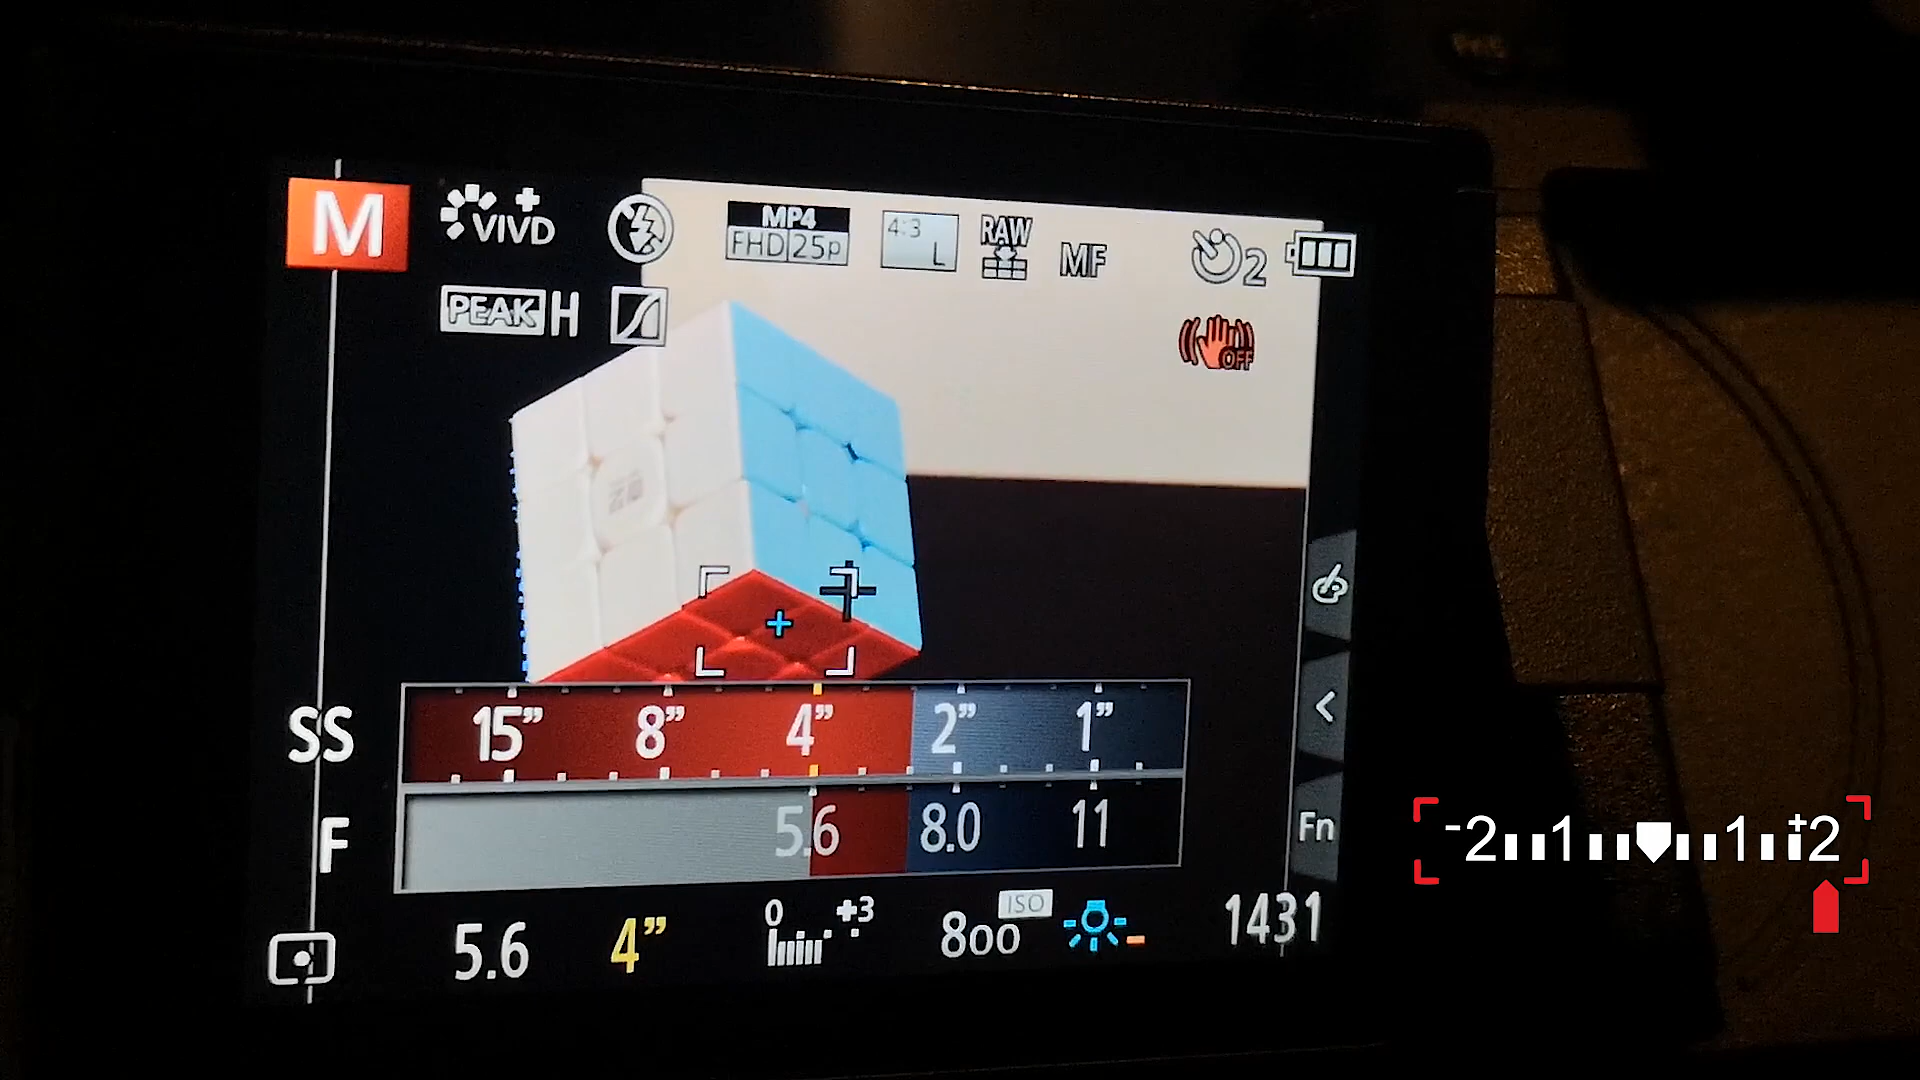 M VIVD MP4 FHD 25p 4:3 L RAW MF 2
PEAK H OFF
SS 15” 8” 4” 2” 1”
F 5.6 8.0 11 Fn
5.6 4” 0 +3 800 ISO 1431
-2 1 1 +2